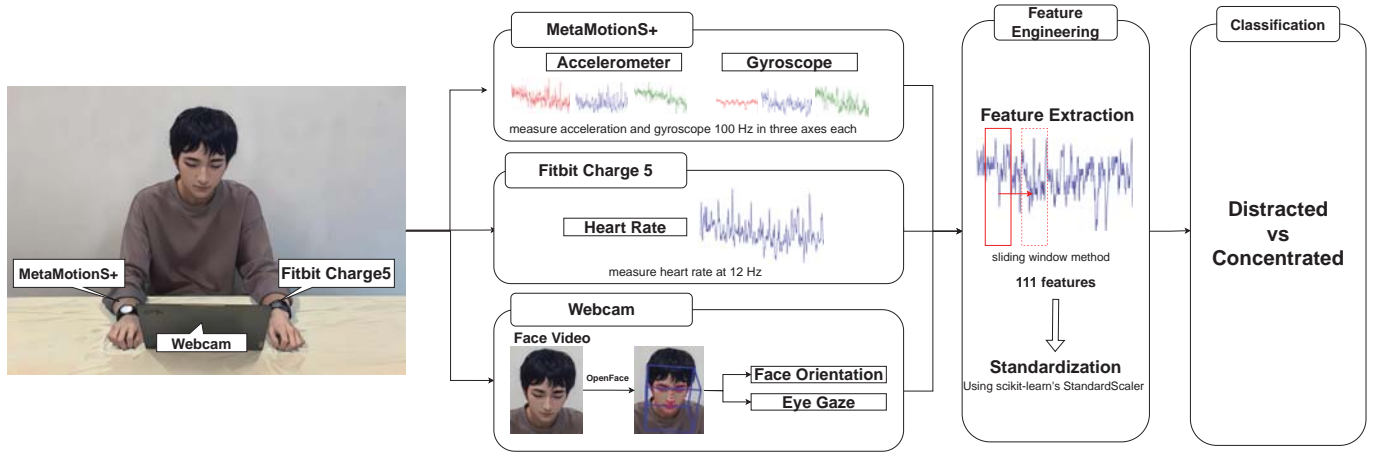 MetaMotionS+
Fitbit Charge5
Webcam
MetaMotionS+
Accelerometer
Gyroscope
measure acceleration and gyroscope 100 Hz in three axes each
Fitbit Charge 5
Heart Rate
measure heart rate at 12 Hz
Webcam
Face Video
OpenFace
Face Orientation
Eye Gaze
Feature
Engineering
Feature Extraction
sliding window method
111 features
Standardization
Using scikit-learn's StandardScaler
Classification
Distracted
vs
Concentrated